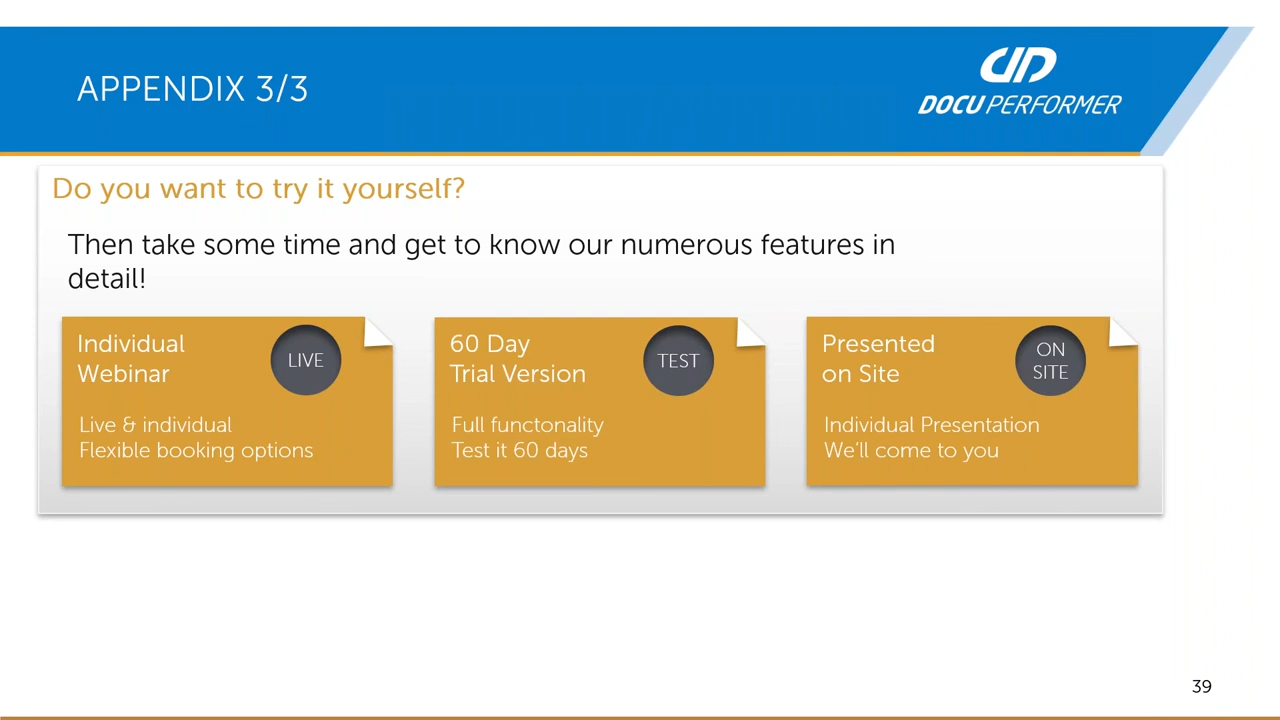 APPENDIX 3/3
DOCU PERFORMER
Do you want to try it yourself?
Then take some time and get to know our numerous features in
detail!
Individual
Webinar
LIVE
Live & individual
Flexible booking options
60 Day
Trial Version
TEST
Full functonality
Test it 60 days
Presented
on Site
ON
SITE
Individual Presentation
We'll come to you
39